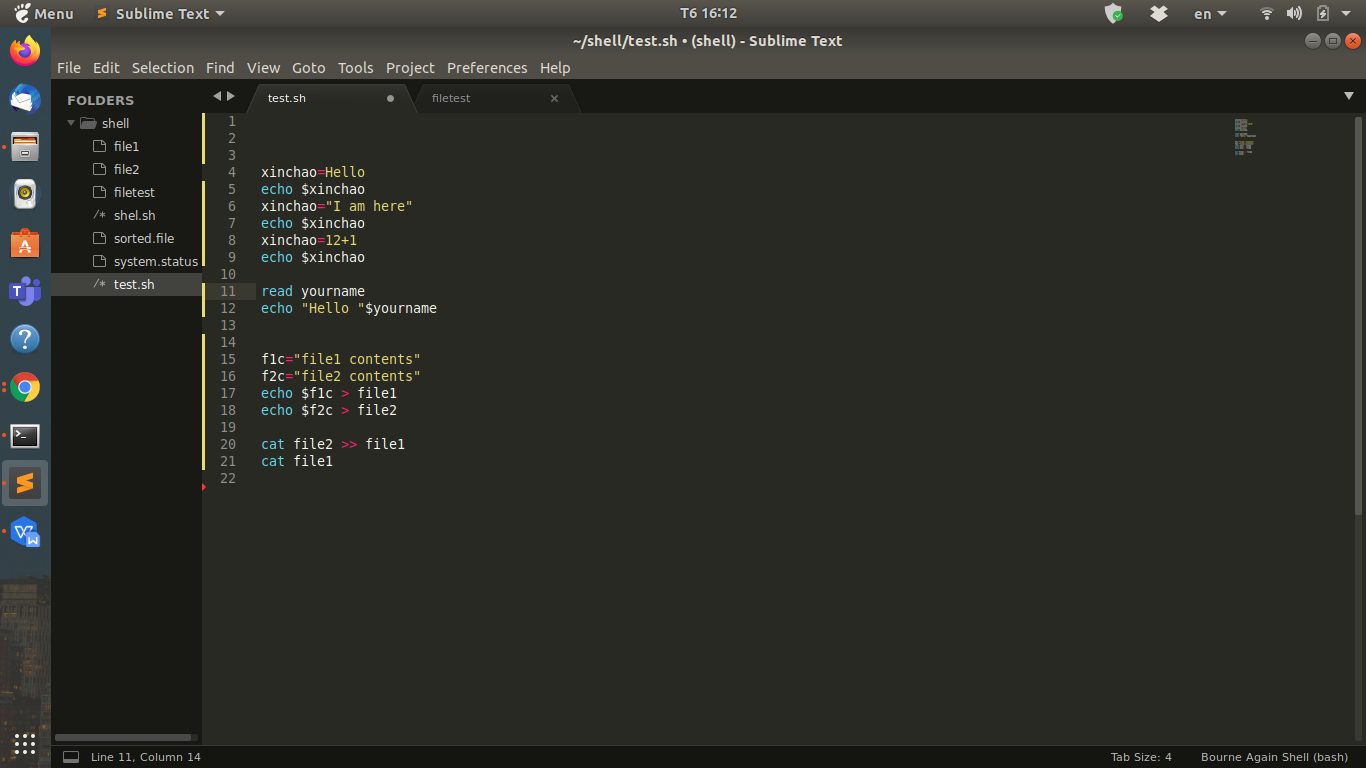 Menu Sublime Text T6 16:12 en
~/shell/test.sh • (shell) - Sublime Text
File Edit Selection Find View Goto Tools Project Preferences Help
FOLDERS
shell
file1
file2
filetest
/* shel.sh
sorted.file
system.status
/* test.sh
test.sh filetest
1
2
3
4 xinchao=Hello
5 echo $xinchao
6 xinchao="I am here"
7 echo $xinchao
8 xinchao=12+1
9 echo $xinchao
10
11 read yourname
12 echo "Hello "$yourname
13
14
15 f1c="file1 contents"
16 f2c="file2 contents"
17 echo $f1c > file1
18 echo $f2c > file2
19
20 cat file2 >> file1
21 cat file1
22
Line 11, Column 14 Tab Size: 4 Bourne Again Shell (bash)